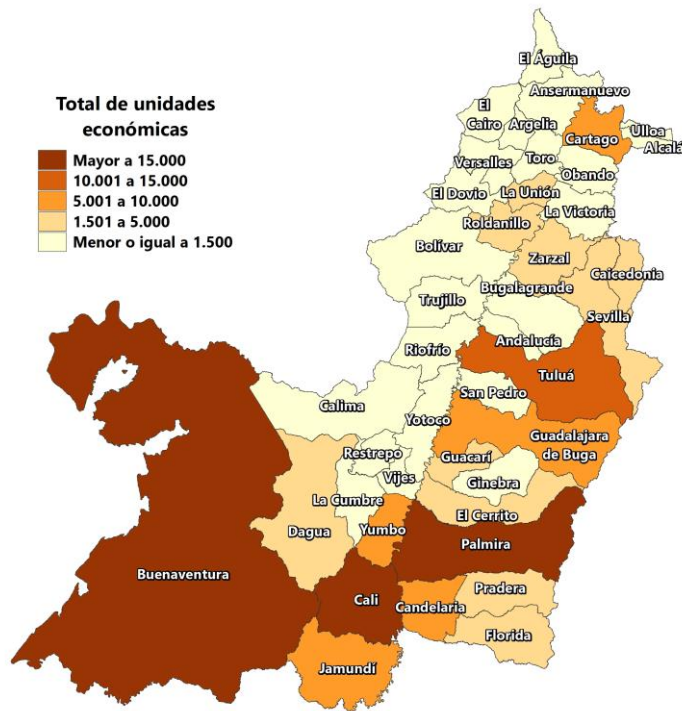 Total de unidades
económicas
Mayor a 15.000
10.001 a 15.000
5.001 a 10.000
1.501 a 5.000
Menor o igual a 1.500
El Águila
Ansermanuevo
El
Cairo
Argelia
Cartago
Ulloa
Alcalá
Versalles
Toro
Obando
El Dovio
La Unión
La Victoria
Roldanillo
Bolívar
Zarzal
Caicedonia
Bugalagrande
Trujillo
Sevilla
Andalucía
Riofrío
Tuluá
San Pedro
Calima
Yotoco
Guadalajara
de Buga
Restrepo
Guacarí
Vijes
Ginebra
La Cumbre
El Cerrito
Dagua
Yumbo
Palmira
Buenaventura
Cali
Candelaria
Pradera
Florida
Jamundí